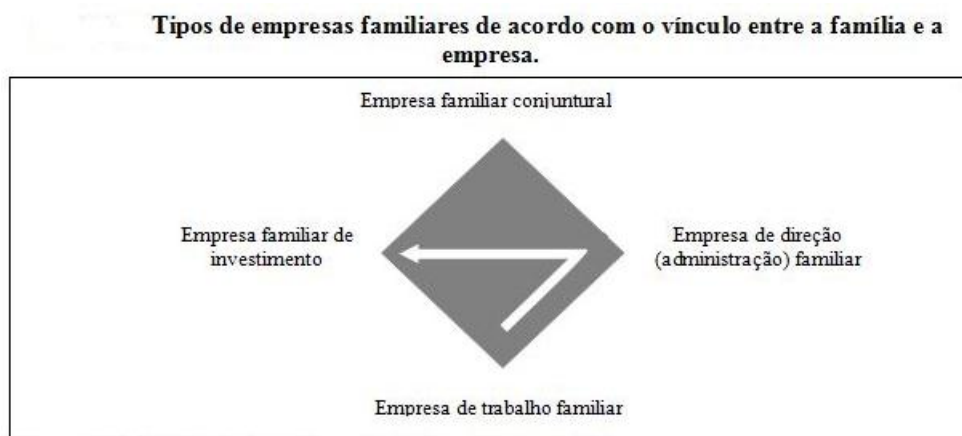 Tipos de empresas familiares de acordo com o vínculo entre a família e a
empresa.
Empresa familiar conjuntural
Empresa familiar de
investimento
Empresa de direção
(administração) familiar
Empresa de trabalho familiar